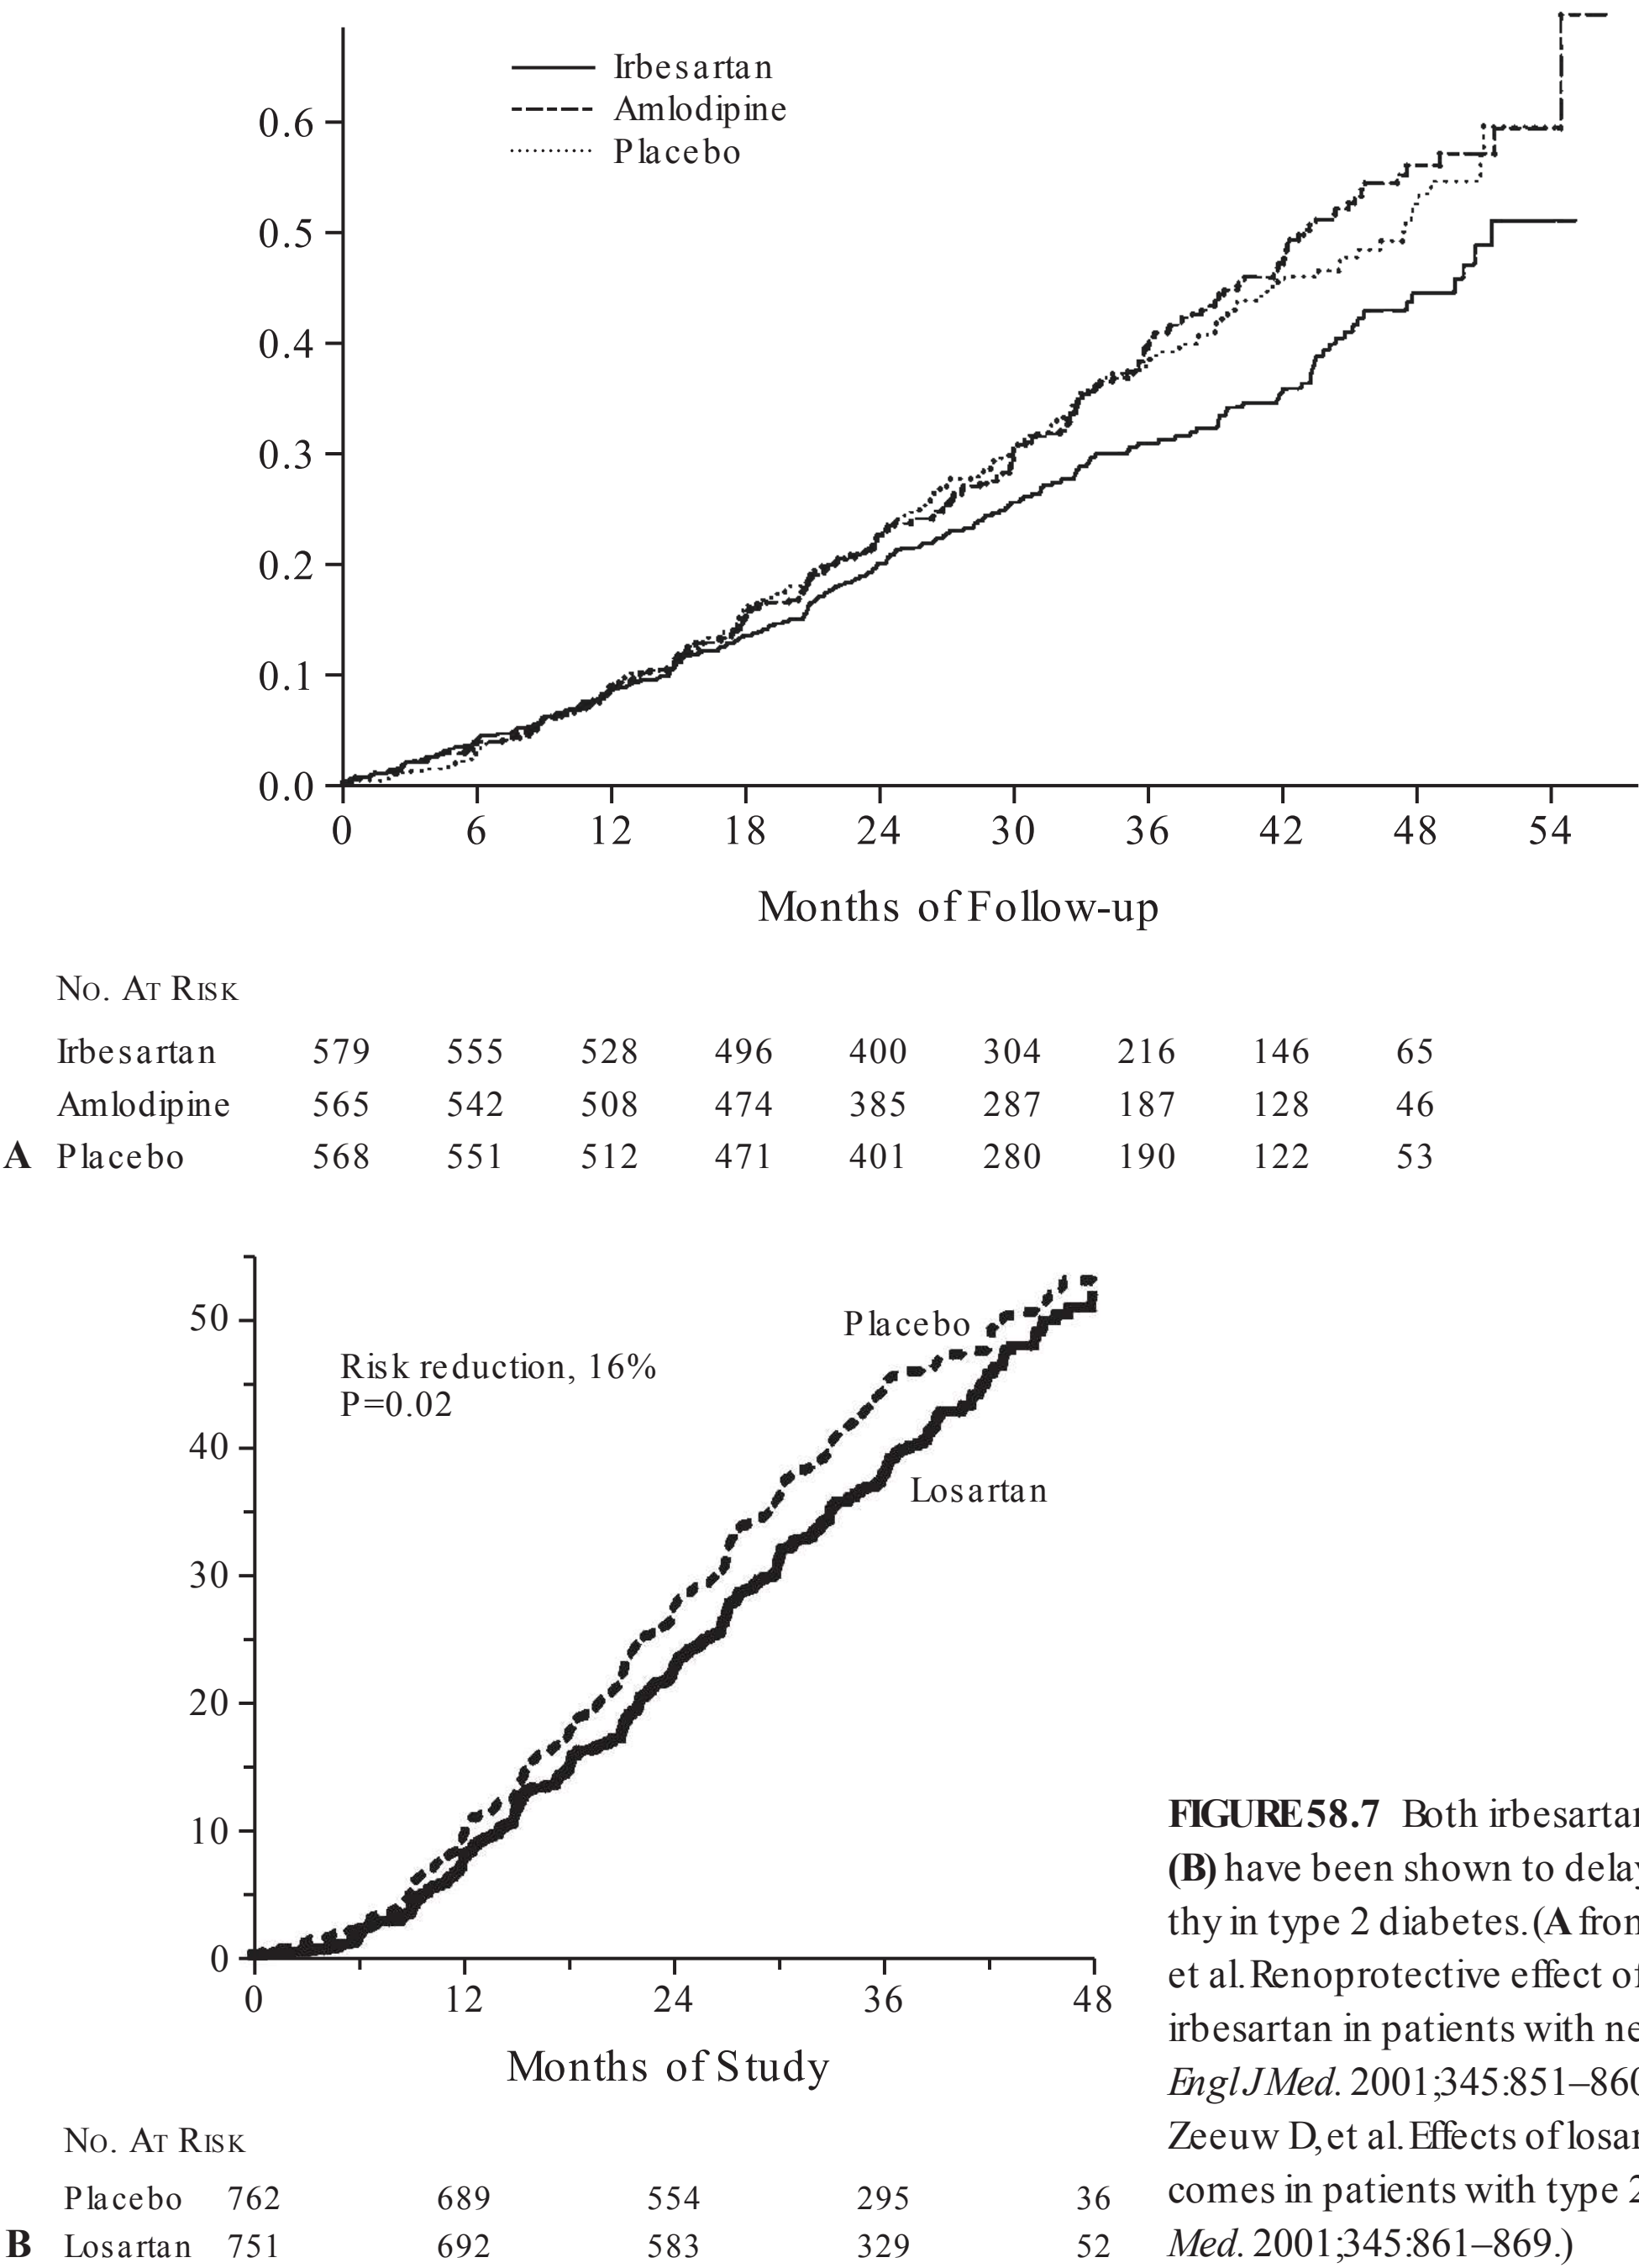 Irbesartan
Amlodipine
Placebo
0.6
0.5
0.4
0.3
0.2
0.1
0.0
0 6 12 18 24 30 36 42 48 54
Months of Follow-up
No. At Risk
Irbesartan 579 555 528 496 400 304 216 146 65
Amlodipine 565 542 508 474 385 287 187 128 46
A Placebo 568 551 512 471 401 280 190 122 53
50
40
30
20
10
0
Placebo
Risk reduction, 16%
P=0.02
Losartan
0 12 24 36 48
Months of Study
No. At Risk
Placebo 762 689 554 295 36
B Losartan 751 692 583 329 52
FIGURE 58.7 Both irbesartan
(B) have been shown to delay
thy in type 2 diabetes. (A from
et al. Renoprotective effect of
irbesartan in patients with ne
Engl J Med. 2001;345:851–860
Zeeuw D, et al. Effects of losar
comes in patients with type 2
Med. 2001;345:861–869.)